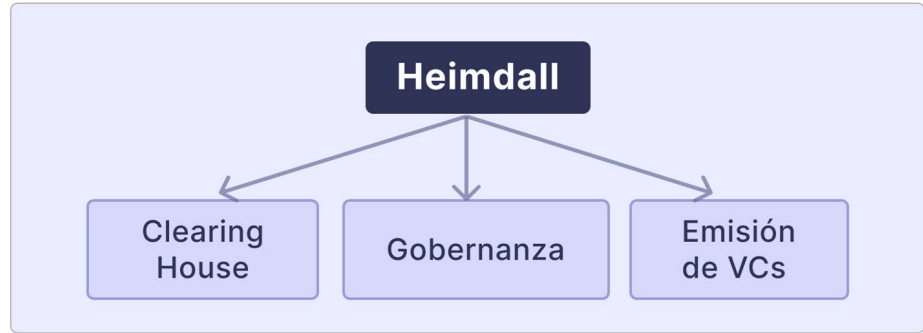 Heimdall
Clearing
House
Gobernanza
Emisión
de VCs